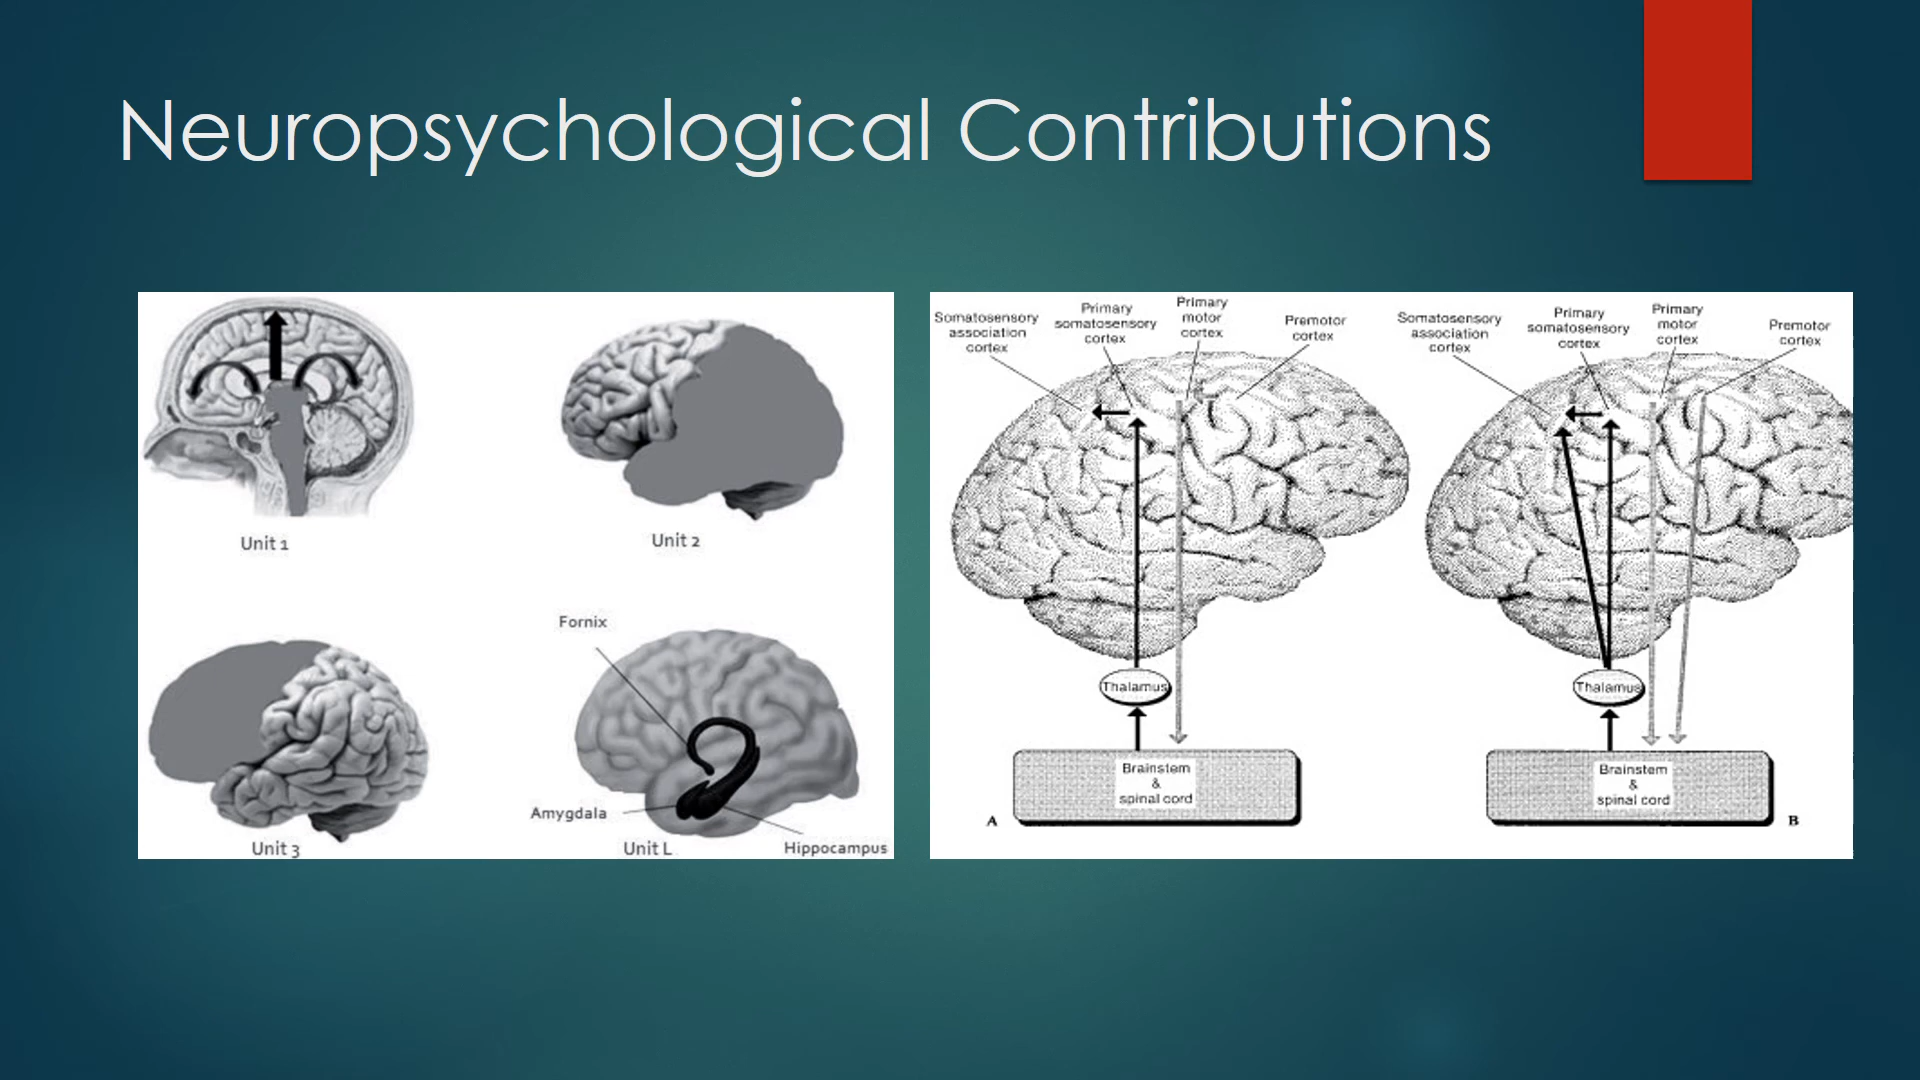 Neuropsychological Contributions
Unit 1
Unit 2
Fornix
Amygdala
Unit 3
Unit L
Hippocampus
Somatosensory
association
cortex
Primary
somatosensory
cortex
Primary
motor
cortex
Premotor
cortex
Thalamus
Brainstem
&
spinal cord
A
Somatosensory
association
cortex
Primary
somatosensory
cortex
Primary
motor
cortex
Premotor
cortex
Thalamus
Brainstem
&
spinal cord
B